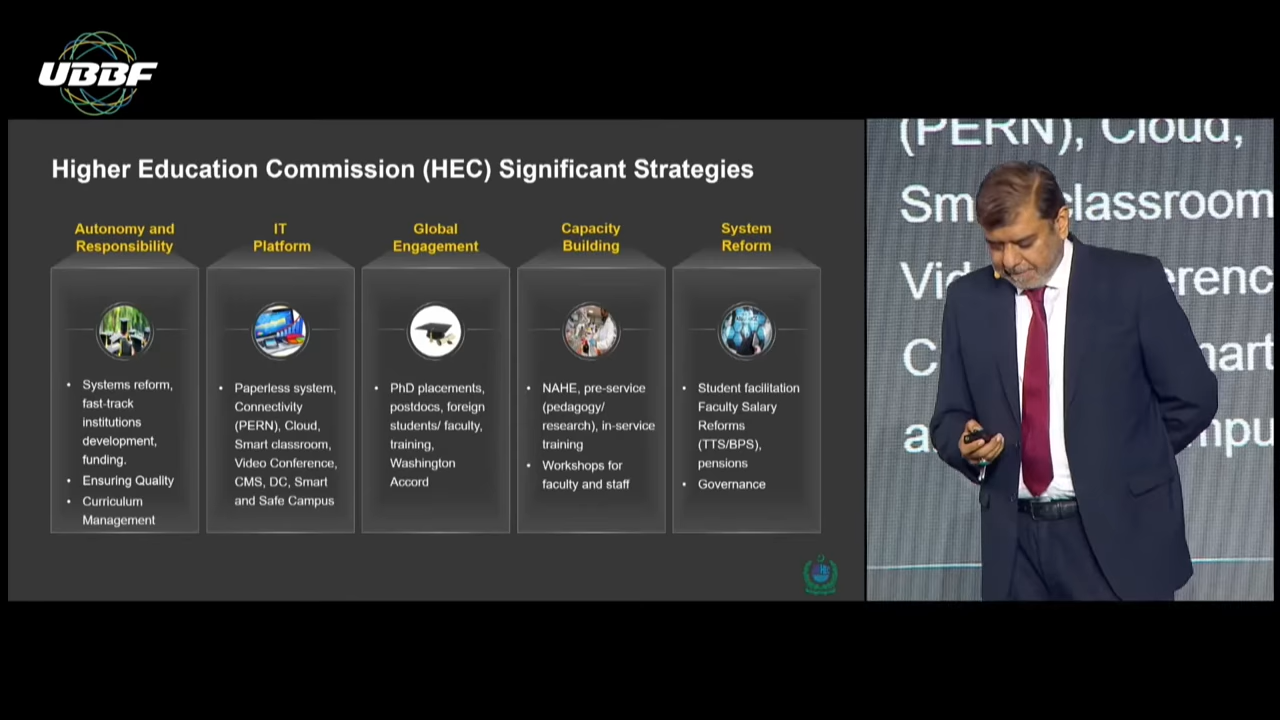 UBBF
Higher Education Commission (HEC) Significant Strategies
Autonomy and
Responsibility
• Systems reform,
fast-track
institutions
development,
funding.
• Ensuring Quality
• Curriculum
Management
IT
Platform
• Paperless system,
Connectivity
(PERN), Cloud,
Smart classroom,
Video Conference,
CMS, DC, Smart
and Safe Campus
Global
Engagement
• PhD placements,
postdocs, foreign
students/ faculty,
training,
Washington
Accord
Capacity
Building
• NAHE, pre-service
(pedagogy/
research), in-service
training
• Workshops for
faculty and staff
System
Reform
• Student facilitation
Faculty Salary
Reforms
(TTS/BPS),
pensions
• Governance
(PERN), Cloud,
Sm classroom
Vid erenc
C mart
a mpu